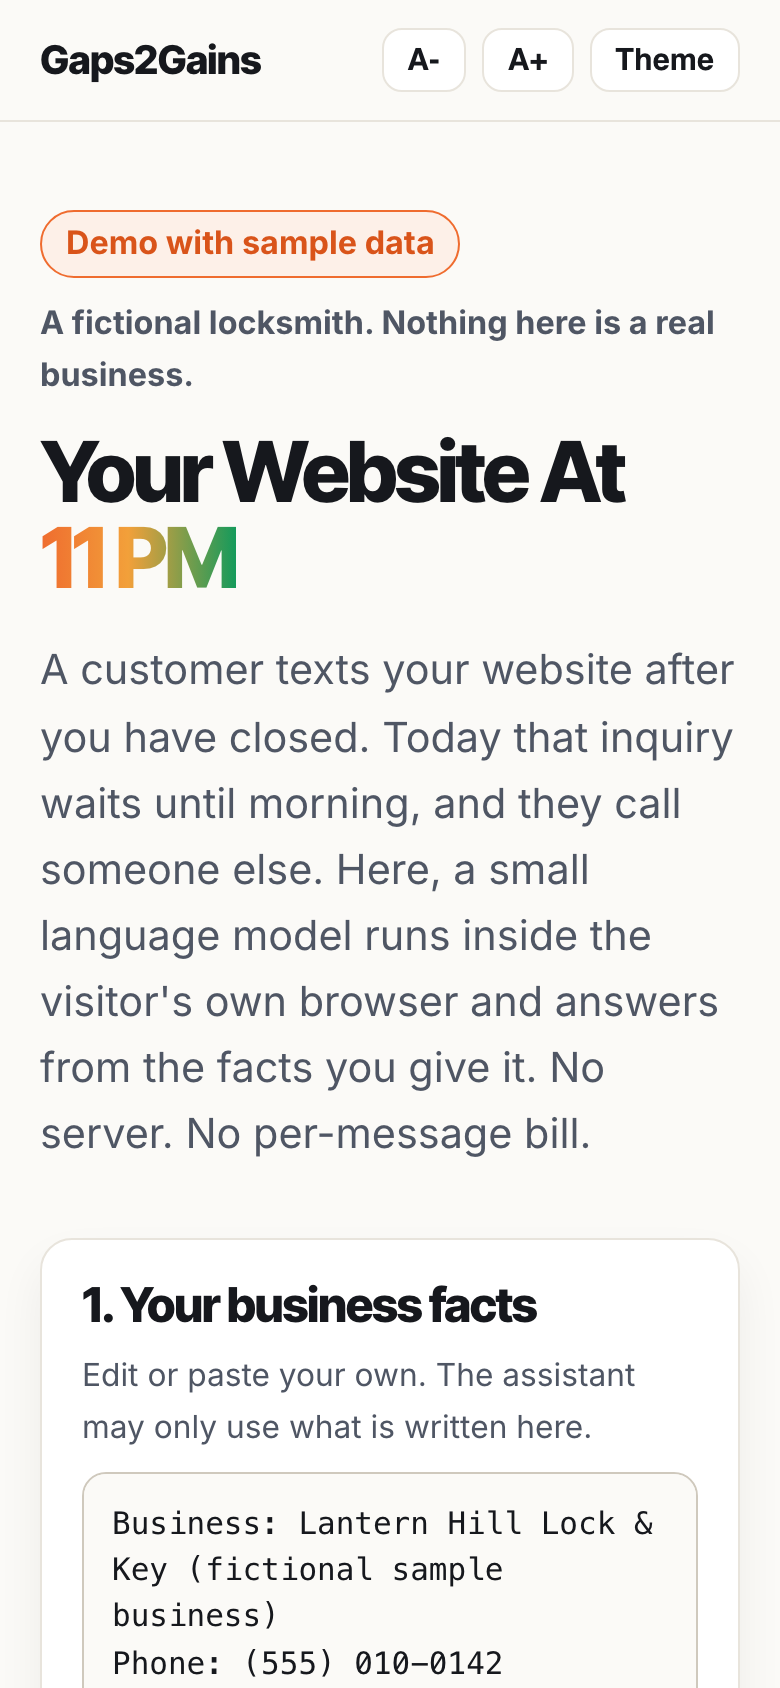 Gaps2Gains
A-
A+
Theme
Demo with sample data
A fictional locksmith. Nothing here is a real
business.
Your Website At
11 PM
A customer texts your website after
you have closed. Today that inquiry
waits until morning, and they call
someone else. Here, a small
language model runs inside the
visitor's own browser and answers
from the facts you give it. No
server. No per-message bill.
1. Your business facts
Edit or paste your own. The assistant
may only use what is written here.
Business: Lantern Hill Lock &
Key (fictional sample
business)
Phone: (555) 010-0142